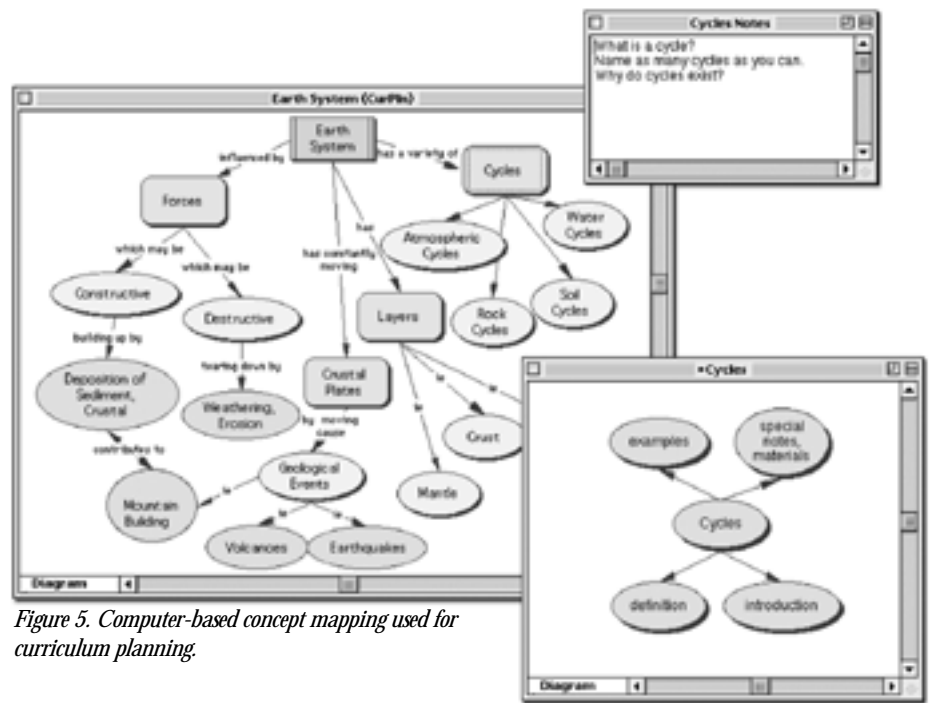 Cycles Notes
What is a cycle?
Name as many cycles as you can.
Why do cycles exist?
Earth System (CurPln)
Earth
System
influenced by
has a variety of
Cycles
Forces
has
Water
Cycles
Atmospheric
Cycles
which may be
which may be
has constantly
moving
Constructive
Destructive
Layers
Rock
Cycles
Soil
Cycles
building up by
tearing down by
Deposition of
Sediment,
Crustal
Weathering,
Erosion
Crustal
Plates
by moving
cause
contributes to
Crust
Geological
Events
Mantle
Mountain
Building
Volcanoes
Earthquakes
Diagram
Cycles
examples
special
notes,
materials
Cycles
definition
introduction
Diagram
Figure 5. Computer-based concept mapping used for
curriculum planning.